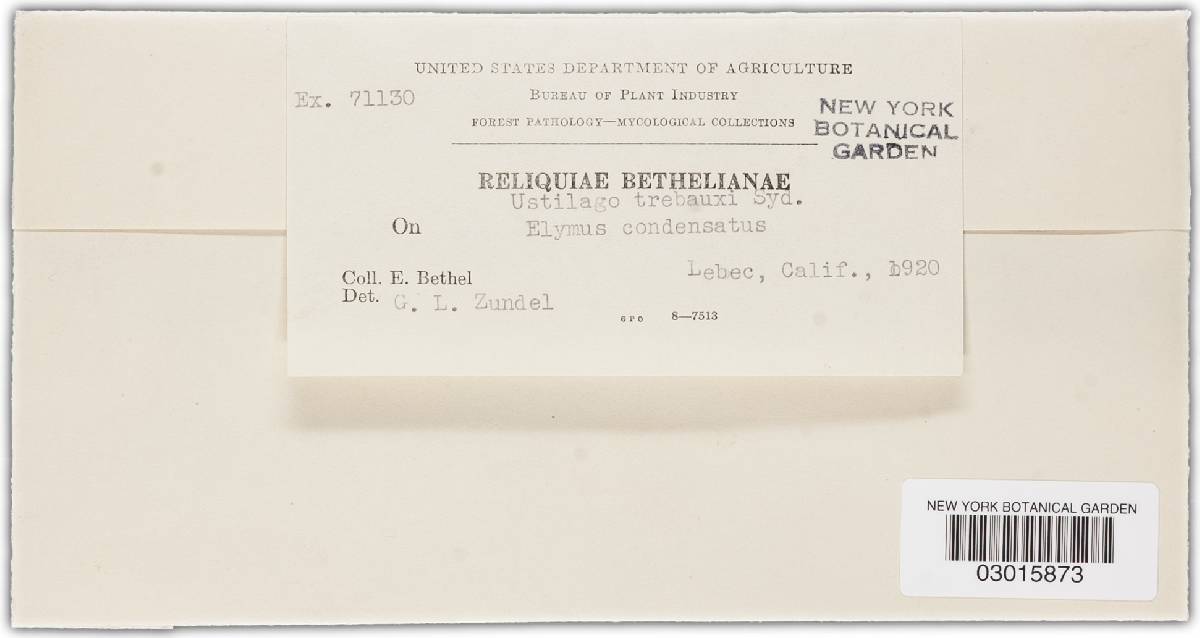 UNITED STATES DEPARTMENT OF AGRICULTURE
Ex. 71130
BUREAU OF PLANT INDUSTRY
FOREST PATHOLOGY—MYCOLOGICAL COLLECTIONS
NEW YORK
BOTANICAL
GARDEN
RELIQUIAE BETHELIANAE
Ustilago trebauxi Syd.
On Elymus condensatus
Lebec, Calif., 1920
Coll. E. Bethel
Det. G. L. Zundel
GPO 8—7513
NEW YORK BOTANICAL GARDEN
03015873